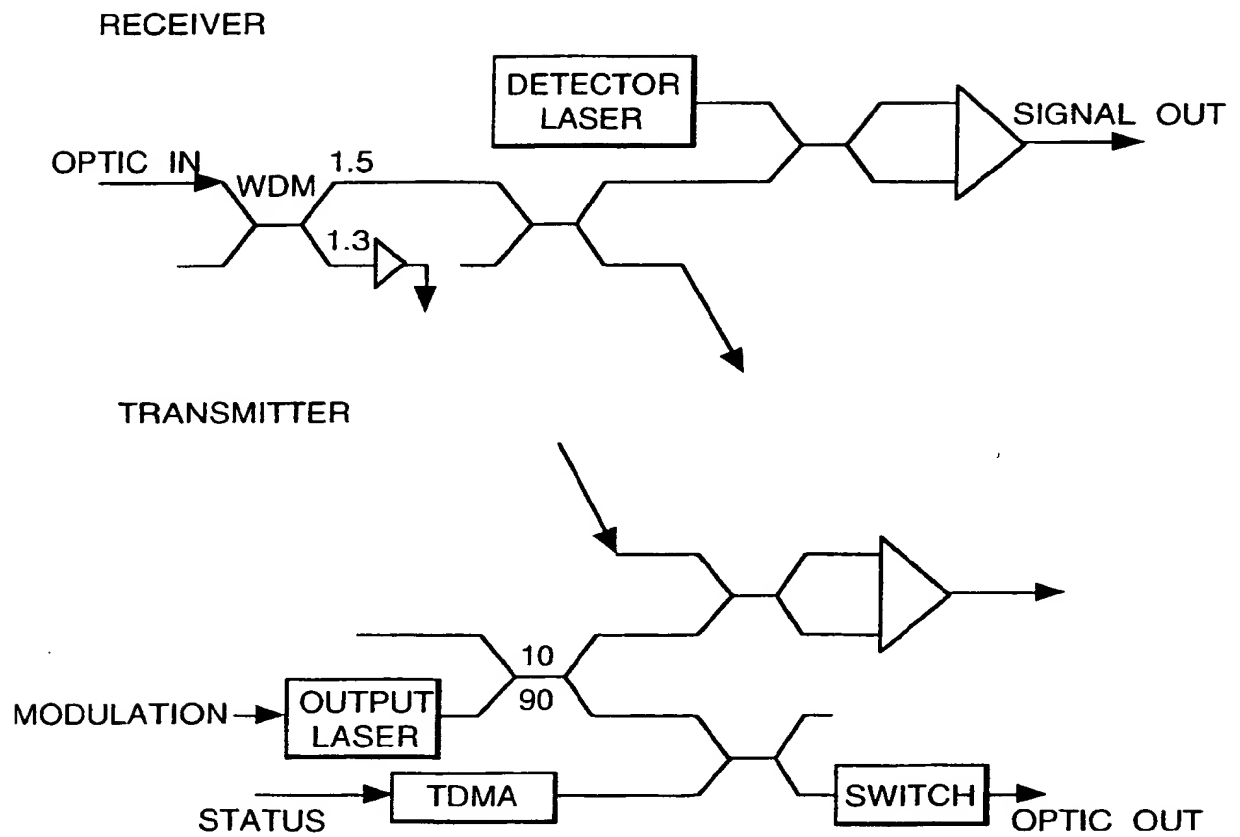 RECEIVER
DETECTOR
LASER
SIGNAL OUT
OPTIC IN
WDM
1.5
1.3
TRANSMITTER
10
90
MODULATION
OUTPUT
LASER
STATUS
TDMA
SWITCH
OPTIC OUT